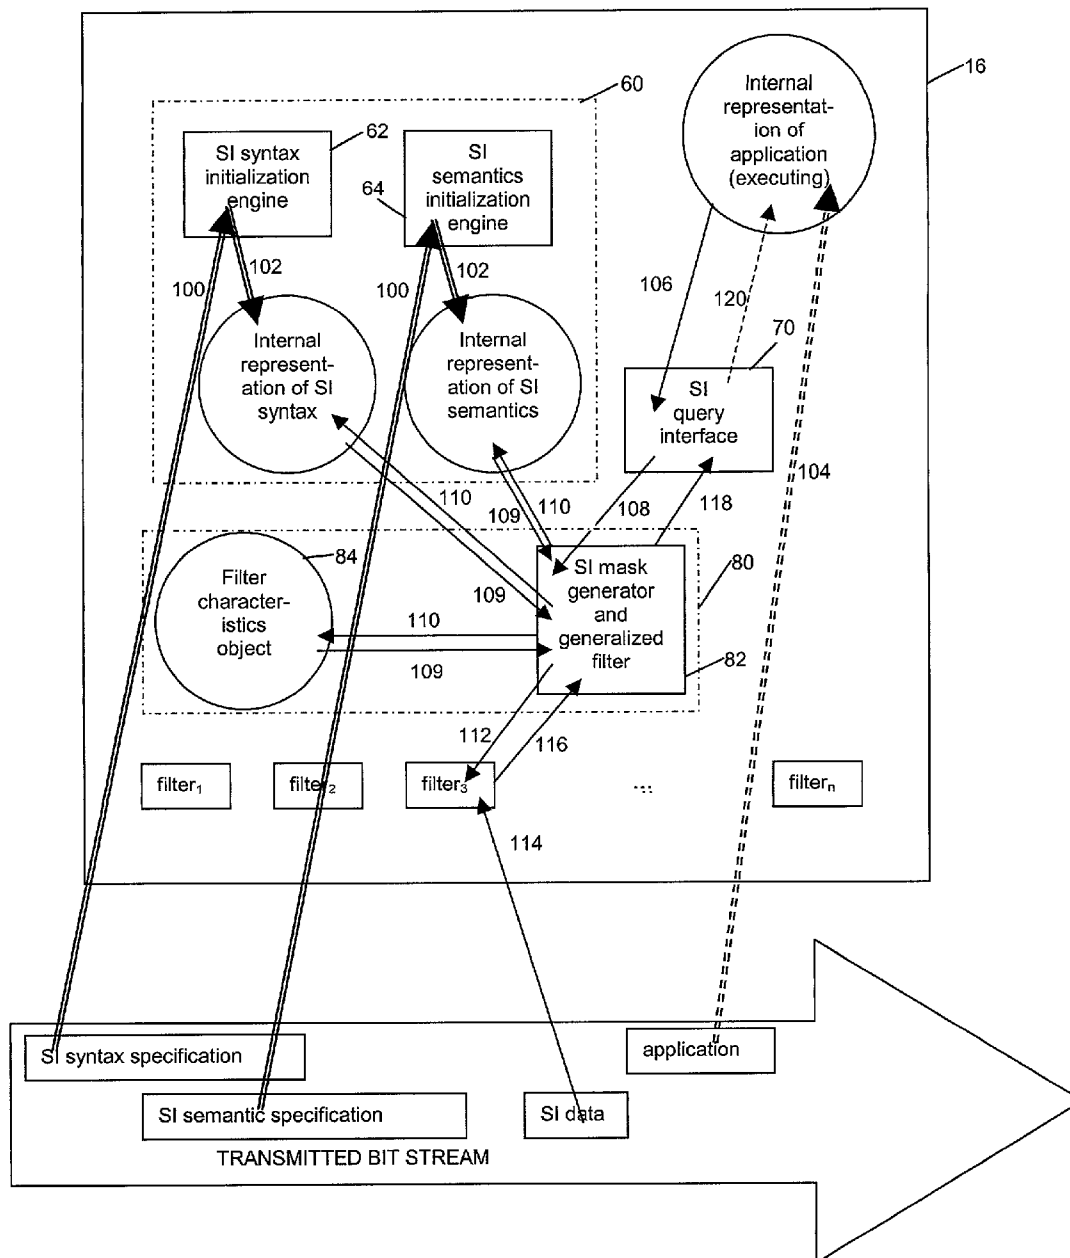 16
Internal
representat-
ion of
application
(executing)
60
62
SI syntax
initialization
engine
SI
semantics
initialization
engine
64
102
100
102
100
106
120
70
Internal
represent-
ation of SI
syntax
Internal
represent-
ation of SI
semantics
SI
query
interface
104
110
109
110
108
118
84
Filter
character-
istics
object
109
110
109
SI mask
generator
and
generalized
filter
80
82
112
116
filter₁
filter₂
filter₃
...
filterₙ
114
SI syntax specification
application
SI semantic specification
SI data
TRANSMITTED BIT STREAM